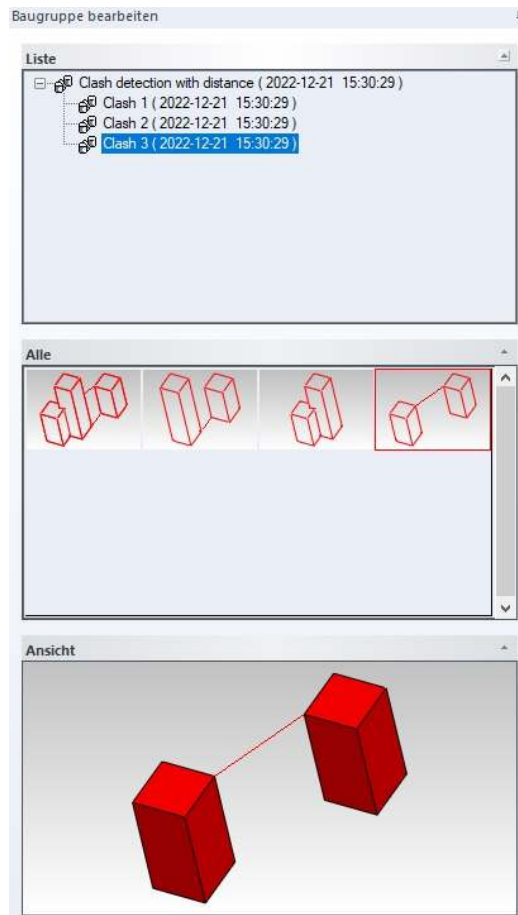 Baugruppe bearbeiten
Liste
Clash detection with distance ( 2022-12-21 15:30:29 )
Clash 1 ( 2022-12-21 15:30:29 )
Clash 2 ( 2022-12-21 15:30:29 )
Clash 3 ( 2022-12-21 15:30:29 )
Alle
Ansicht